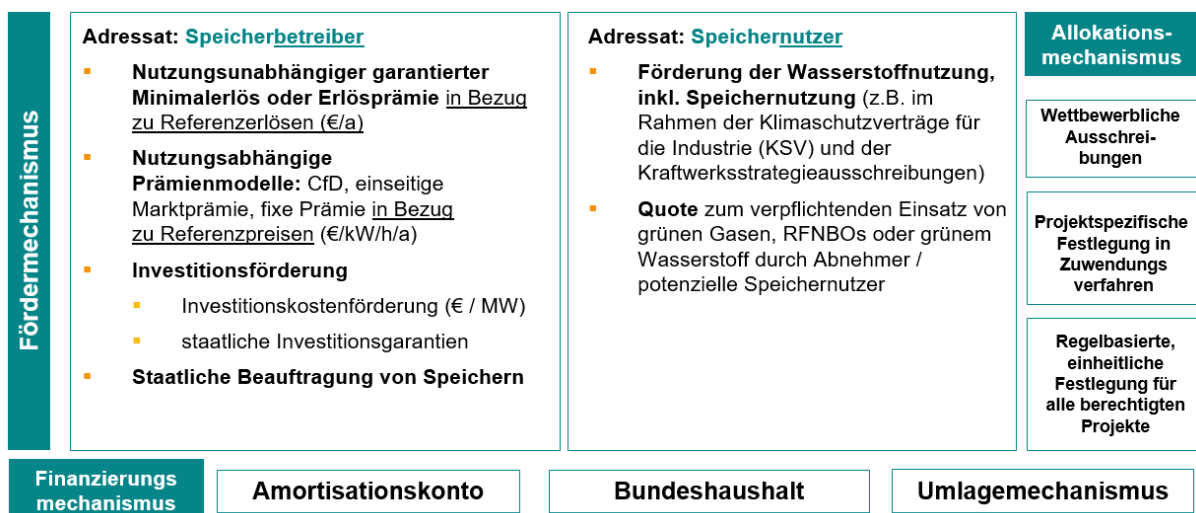 Fördermechanismus
Adressat: Speicherbetreiber
▪ Nutzungsunabhängiger garantierter
Minimalerlös oder Erlösprämie in Bezug
zu Referenzerlösen (€/a)
▪ Nutzungsabhängige
Prämienmodelle: CfD, einseitige
Marktprämie, fixe Prämie in Bezug
zu Referenzpreisen (€/kW/h/a)
▪ Investitionsförderung
▪ Investitionskostenförderung (€ / MW)
▪ staatliche Investitionsgarantien
▪ Staatliche Beauftragung von Speichern
Adressat: Speichernutzer
▪ Förderung der Wasserstoffnutzung,
inkl. Speichernutzung (z.B. im
Rahmen der Klimaschutzverträge für
die Industrie (KSV) und der
Kraftwerksstrategieausschreibungen)
▪ Quote zum verpflichtenden Einsatz von
grünen Gasen, RFNBOs oder grünem
Wasserstoff durch Abnehmer /
potenzielle Speichernutzer
Allokations-
mechanismus
Wettbewerbliche
Ausschrei-
bungen
Projektspezifische
Festlegung in
Zuwendungs
verfahren
Regelbasierte,
einheitliche
Festlegung für
alle berechtigten
Projekte
Finanzierungs
mechanismus
Amortisationskonto
Bundeshaushalt
Umlagemechanismus